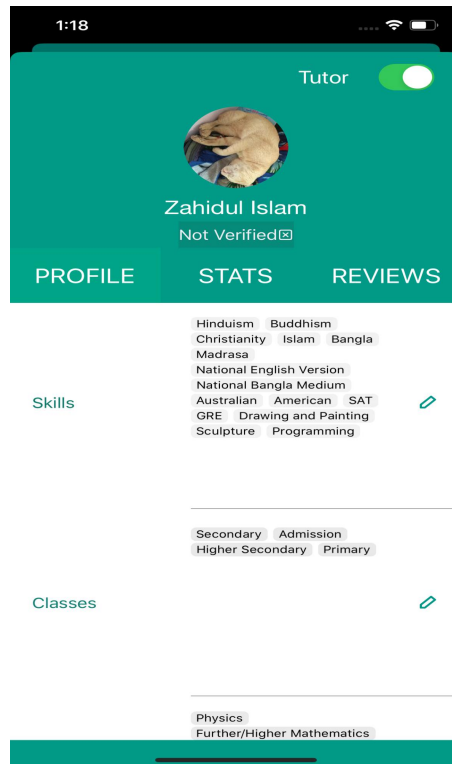 1:18
Tutor
Zahidul Islam
Not Verified
PROFILE STATS REVIEWS
Hinduism Buddhism
Christianity Islam Bangla
Madrasa
National English Version
National Bangla Medium
Skills Australian American SAT
GRE Drawing and Painting
Sculpture Programming
Secondary Admission
Higher Secondary Primary
Classes
Physics
Further/Higher Mathematics